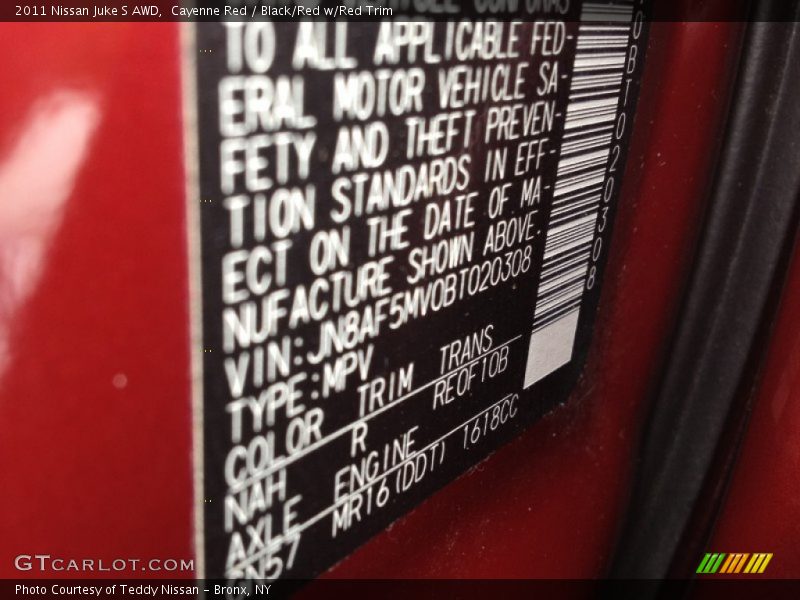 2011 Nissan Juke S AWD,  Cayenne Red / Black/Red w/Red Trim
TO ALL APPLICABLE FED-
ERAL MOTOR VEHICLE SA-
FETY AND THEFT PREVEN-
TION STANDARDS IN EFF-
ECT ON THE DATE OF MA-
NUFACTURE SHOWN ABOVE.
VIN:JN8AF5MV0BT020308
TYPE:MPV
COLOR TRIM TRANS
NAH R RE0F10B
AXLE ENGINE
GN57 MR16(DDT) 1618CC
0BT020308
GTCARLOT.COM
Photo Courtesy of Teddy Nissan – Bronx, NY